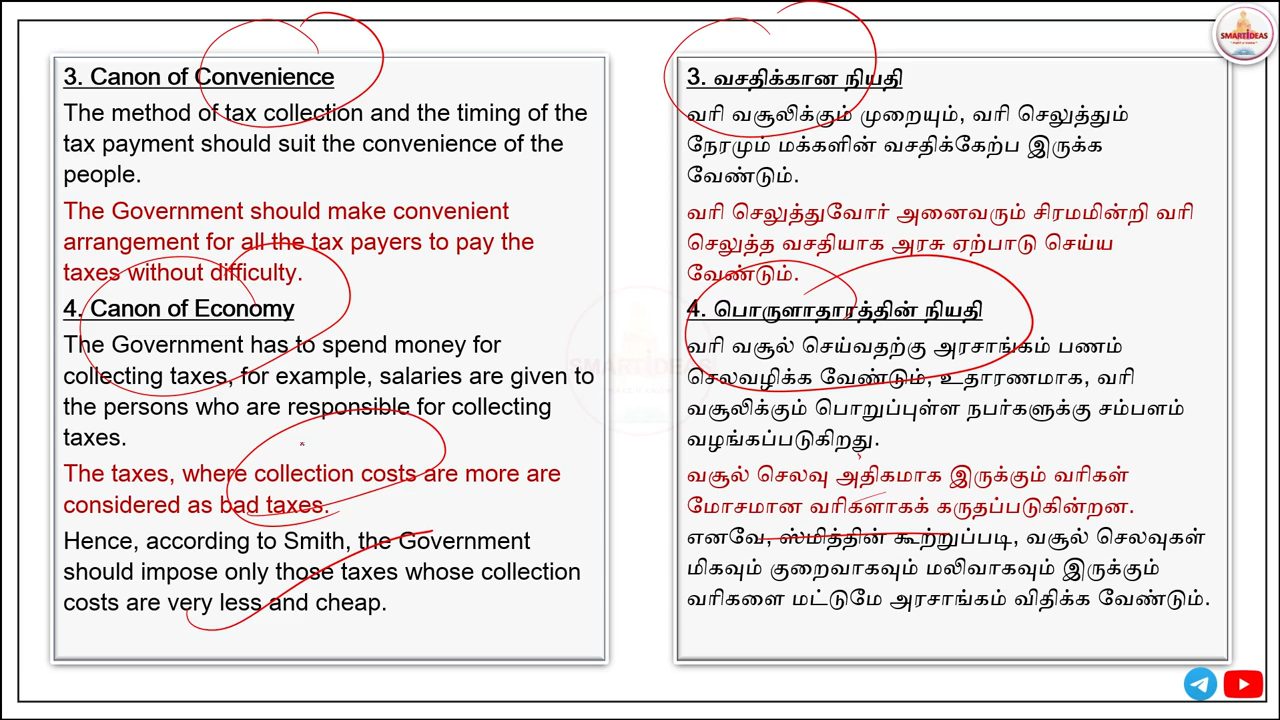 SMARTIDEAS
3. Canon of Convenience
The method of tax collection and the timing of the
tax payment should suit the convenience of the
people.
The Government should make convenient
arrangement for all the tax payers to pay the
taxes without difficulty.
4. Canon of Economy
The Government has to spend money for
collecting taxes, for example, salaries are given to
the persons who are responsible for collecting
taxes.
The taxes, where collection costs are more are
considered as bad taxes.
Hence, according to Smith, the Government
should impose only those taxes whose collection
costs are very less and cheap.
3. வசதிக்கான நியதி
வரி வசூலிக்கும் முறையும், வரி செலுத்தும்
நேரமும் மக்களின் வசதிக்கேற்ப இருக்க
வேண்டும்.
வரி செலுத்துவோர் அனைவரும் சிரமமின்றி வரி
செலுத்த வசதியாக அரசு ஏற்பாடு செய்ய
வேண்டும்.
4. பொருளாதாரத்தின் நியதி
வரி வசூல் செய்வதற்கு அரசாங்கம் பணம்
செலவழிக்க வேண்டும், உதாரணமாக, வரி
வசூலிக்கும் பொறுப்புள்ள நபர்களுக்கு சம்பளம்
வழங்கப்படுகிறது.
வசூல் செலவு அதிகமாக இருக்கும் வரிகள்
மோசமான வரிகளாகக் கருதப்படுகின்றன.
எனவே, ஸ்மித்தின் கூற்றுப்படி, வசூல் செலவுகள்
மிகவும் குறைவாகவும் மலிவாகவும் இருக்கும்
வரிகளை மட்டுமே அரசாங்கம் விதிக்க வேண்டும்.